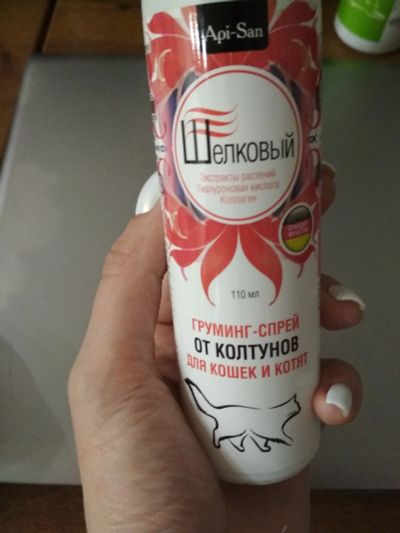 Api-San
Шелковый
Экстракты растений
Гиалуроновая кислота
Коллаген
110 мл
ГРУМИНГ-СПРЕЙ
ОТ КОЛТУНОВ
ДЛЯ КОШЕК И КОТЯТ